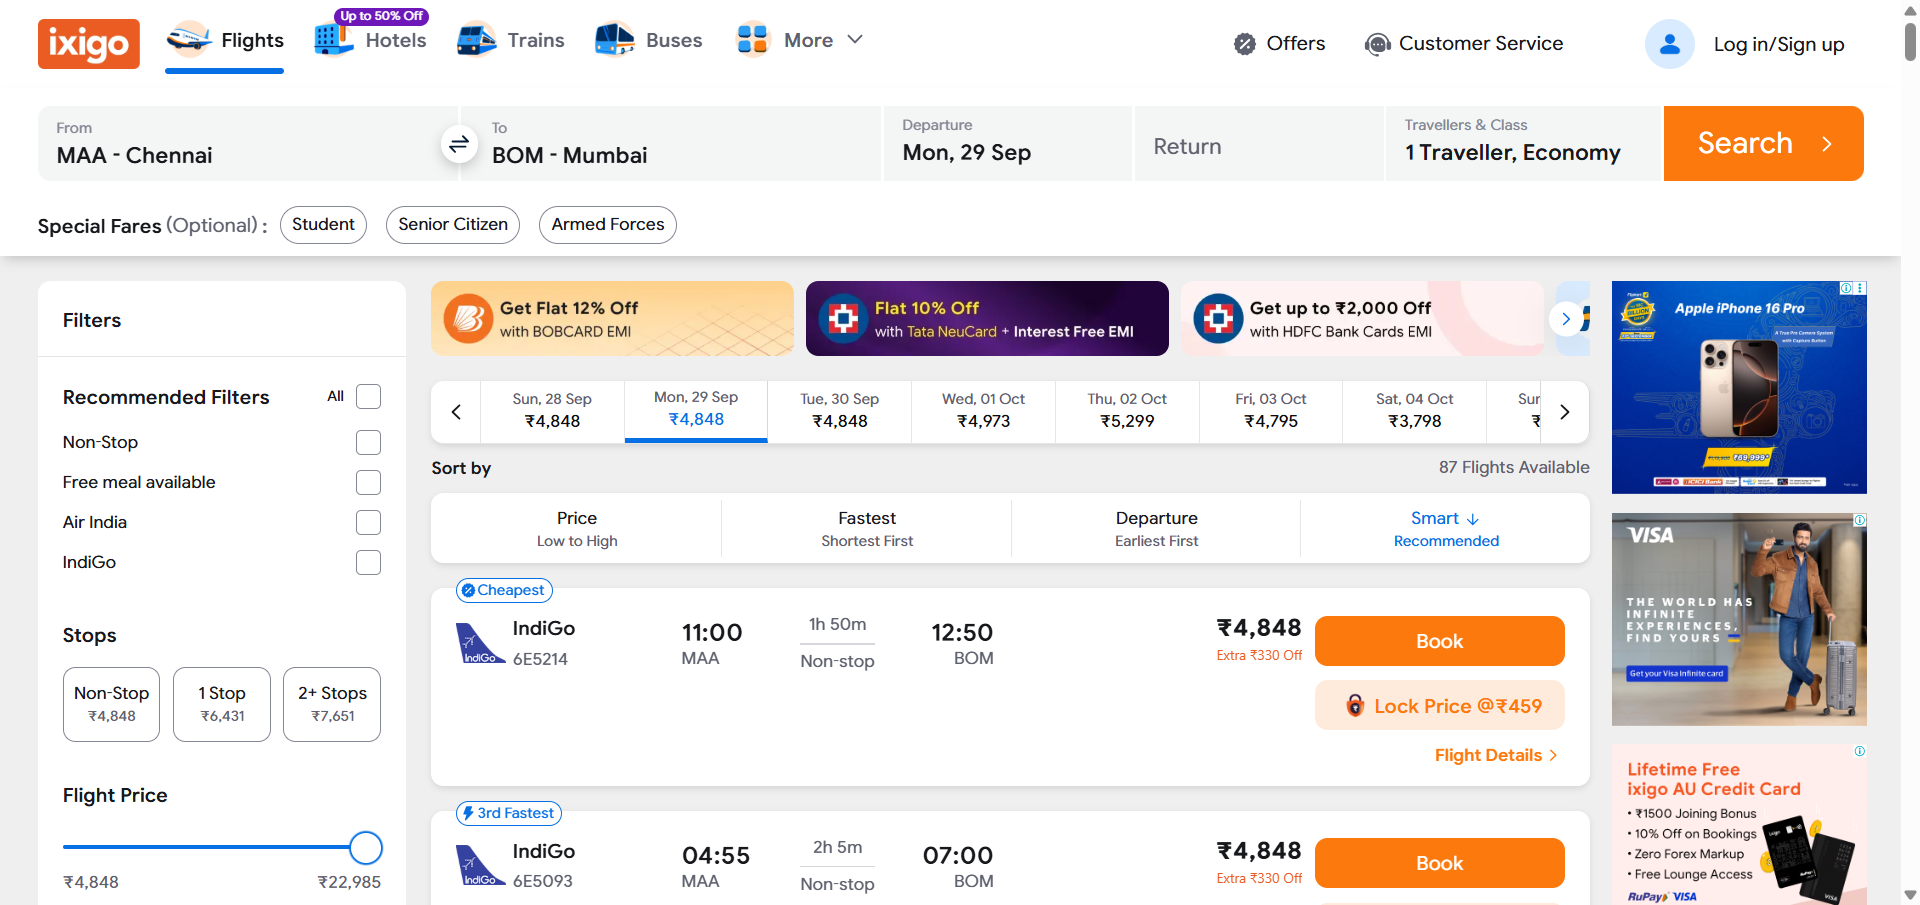 ixigo
Flights
Up to 50% Off
Hotels
Trains
Buses
More
Offers
Customer Service
Log in/Sign up
From
MAA - Chennai
To
BOM - Mumbai
Departure
Mon, 29 Sep
Return
Travellers & Class
1 Traveller, Economy
Search
Special Fares (Optional) :
Student
Senior Citizen
Armed Forces
Filters
Recommended Filters
All
Non-Stop
Free meal available
Air India
IndiGo
Stops
Non-Stop
₹4,848
1 Stop
₹6,431
2+ Stops
₹7,651
Flight Price
₹4,848
₹22,985
Get Flat 12% Off
with BOBCARD EMI
Flat 10% Off
with Tata NeuCard + Interest Free EMI
Get up to ₹2,000 Off
with HDFC Bank Cards EMI
Sun, 28 Sep
₹4,848
Mon, 29 Sep
₹4,848
Tue, 30 Sep
₹4,848
Wed, 01 Oct
₹4,973
Thu, 02 Oct
₹5,299
Fri, 03 Oct
₹4,795
Sat, 04 Oct
₹3,798
Sur
₹
Sort by
87 Flights Available
Price
Low to High
Fastest
Shortest First
Departure
Earliest First
Smart
Recommended
Cheapest
IndiGo
IndiGo
6E5214
11:00
MAA
1h 50m
Non-stop
12:50
BOM
₹4,848
Extra ₹330 Off
Book
Lock Price @₹459
Flight Details
3rd Fastest
IndiGo
IndiGo
6E5093
04:55
MAA
2h 5m
Non-stop
07:00
BOM
₹4,848
Extra ₹330 Off
Book
Apple iPhone 16 Pro
A True Pro Camera System
with Capture Button
₹69,999*
ICICI Bank
VISA
THE WORLD HAS
INFINITE
EXPERIENCES,
FIND YOURS
Get your Visa Infinite card
Lifetime Free
ixigo AU Credit Card
• ₹1500 Joining Bonus
• 10% Off on Bookings
• Zero Forex Markup
• Free Lounge Access
RuPay VISA